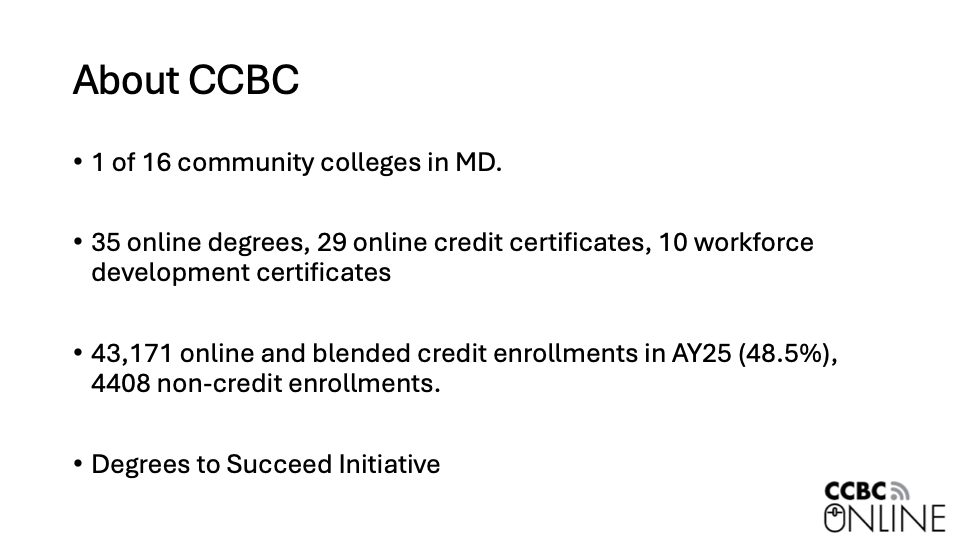 About CCBC
• 1 of 16 community colleges in MD.
• 35 online degrees, 29 online credit certificates, 10 workforce
development certificates
• 43,171 online and blended credit enrollments in AY25 (48.5%),
4408 non-credit enrollments.
• Degrees to Succeed Initiative
CCBC
ONLINE